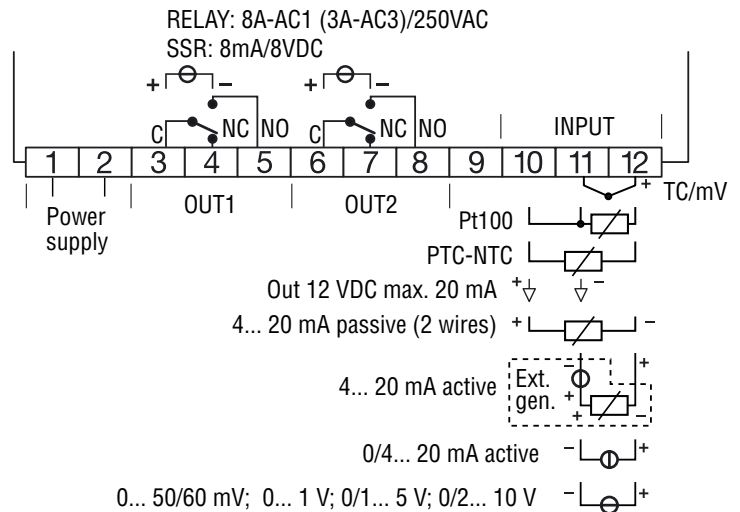 RELAY: 8A-AC1 (3A-AC3)/250VAC
SSR: 8mA/8VDC
+ − + −
C NC NO C NC NO INPUT
1 2 3 4 5 6 7 8 9 10 11 12
+ TC/mV
Power supply OUT1 OUT2
Pt100
PTC-NTC
Out 12 VDC max. 20 mA + −
4... 20 mA passive (2 wires) + −
− +
4... 20 mA active Ext. gen. + + −
0/4... 20 mA active − +
0... 50/60 mV; 0... 1 V; 0/1... 5 V; 0/2... 10 V − +